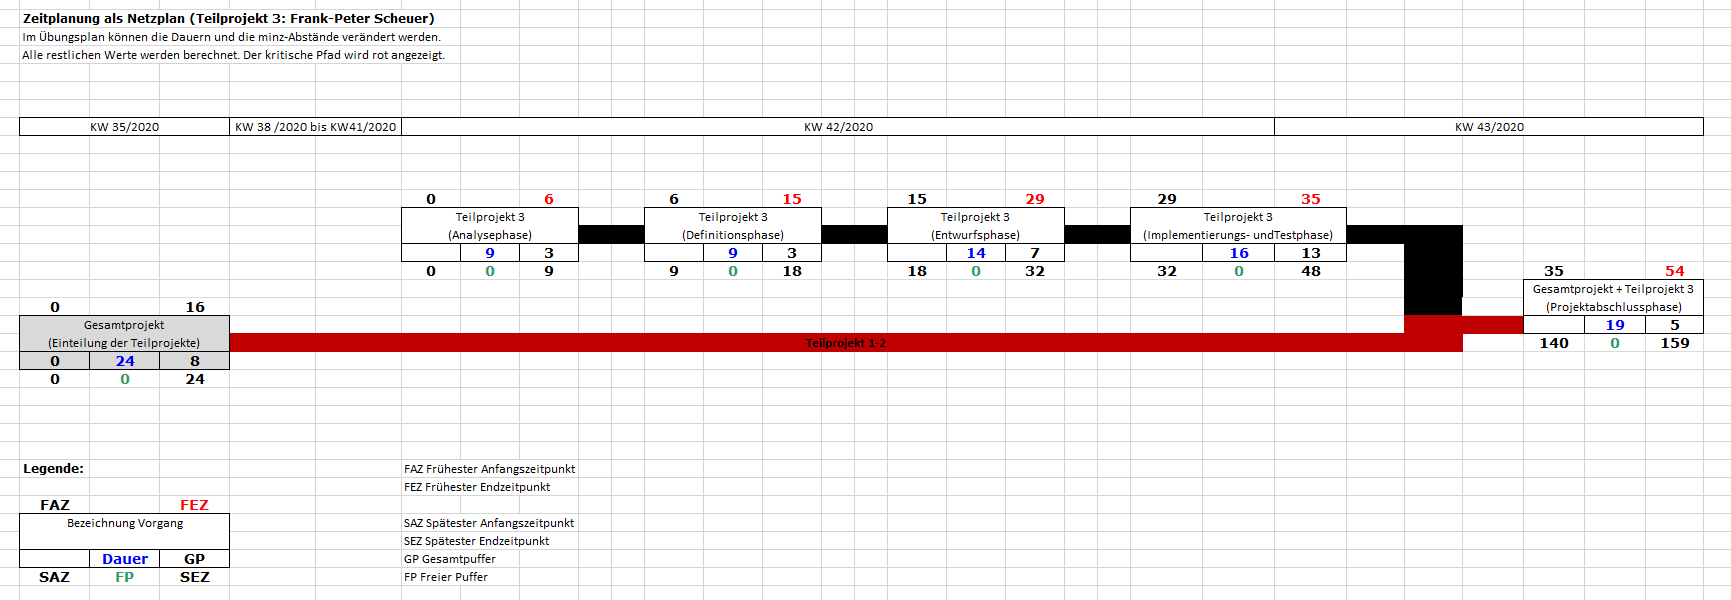 Zeitplanung als Netzplan (Teilprojekt 3: Frank-Peter Scheuer)
Im Übungsplan können die Dauern und die minz-Abstände verändert werden.
Alle restlichen Werte werden berechnet. Der kritische Pfad wird rot angezeigt.
KW 35/2020 KW 38 /2020 bis KW41/2020 KW 42/2020 KW 43/2020
0 6 6 15 15 29 29 35
Teilprojekt 3 Teilprojekt 3 Teilprojekt 3 Teilprojekt 3
(Analysephase) (Definitionsphase) (Entwurfsphase) (Implementierungs- undTestphase)
9 3 9 3 14 7 16 13
0 0 9 9 0 18 18 0 32 32 0 48 35 54
Gesamtprojekt + Teilprojekt 3
0 16 (Projektabschlussphase)
Gesamtprojekt 19 5
(Einteilung der Teilprojekte) Teilprojekt 1-2 140 0 159
0 24 8
0 0 24
Legende: FAZ Frühester Anfangszeitpunkt
FEZ Frühester Endzeitpunkt
FAZ FEZ
Bezeichnung Vorgang SAZ Spätester Anfangszeitpunkt
SEZ Spätester Endzeitpunkt
Dauer GP GP Gesamtpuffer
SAZ FP SEZ FP Freier Puffer